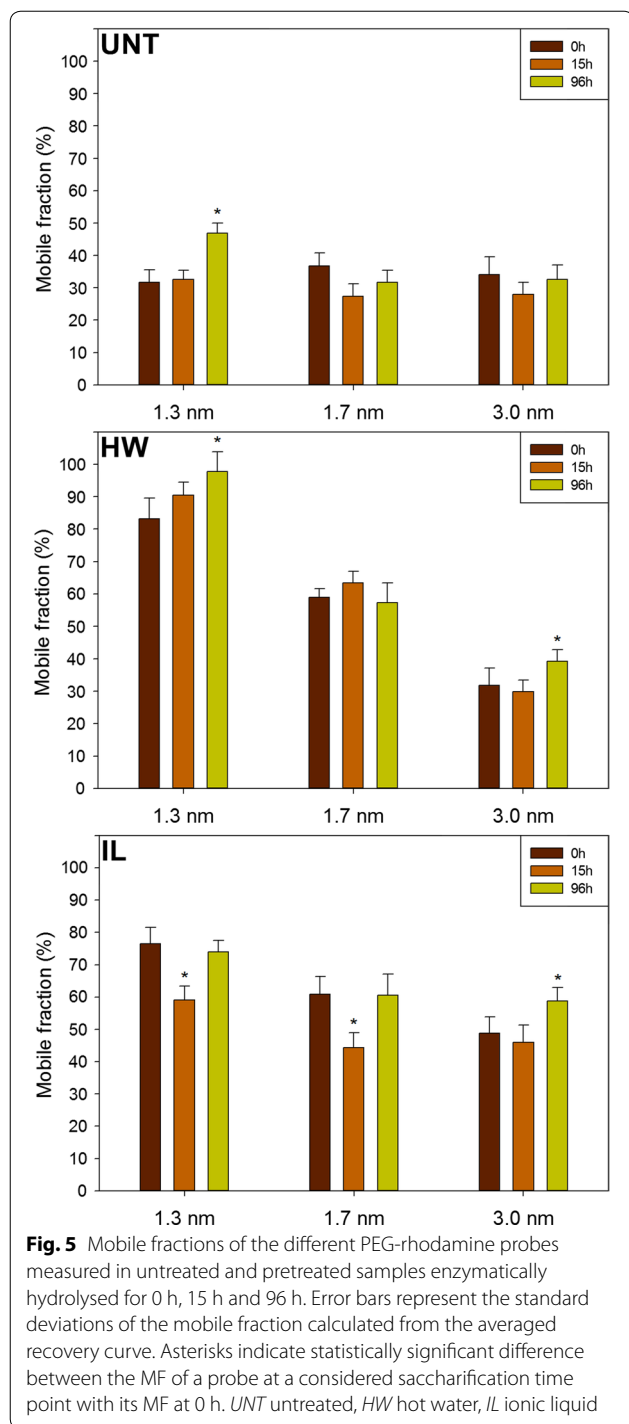 UNT
0h
15h
96h
100
90
80
70
60
50
40
30
20
10
0
Mobile fraction (%)
*
1.3 nm 1.7 nm 3.0 nm
HW
0h
15h
96h
100
90
80
70
60
50
40
30
20
10
0
Mobile fraction (%)
* *
1.3 nm 1.7 nm 3.0 nm
IL
0h
15h
96h
100
90
80
70
60
50
40
30
20
10
0
Mobile fraction (%)
* * *
1.3 nm 1.7 nm 3.0 nm
Fig. 5 Mobile fractions of the different PEG-rhodamine probes
measured in untreated and pretreated samples enzymatically
hydrolysed for 0 h, 15 h and 96 h. Error bars represent the standard
deviations of the mobile fraction calculated from the averaged
recovery curve. Asterisks indicate statistically significant difference
between the MF of a probe at a considered saccharification time
point with its MF at 0 h. UNT untreated, HW hot water, IL ionic liquid